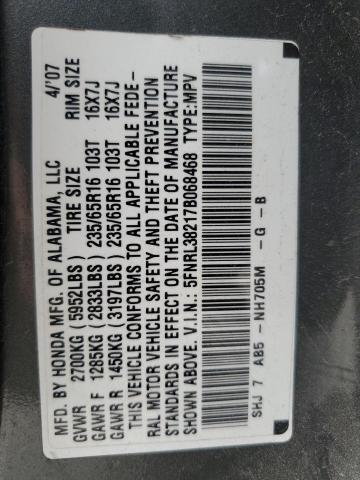 MFD. BY HONDA MFG. OF ALABAMA, LLC 4/'07
GVWR 2700KG (5952LBS) TIRE SIZE RIM SIZE
GAWR F 1285KG (2833LBS) 235/65R16 103T 16X7J
GAWR R 1450KG (3197LBS) 235/65R16 103T 16X7J
THIS VEHICLE CONFORMS TO ALL APPLICABLE FEDE-
RAL MOTOR VEHICLE SAFETY AND THEFT PREVENTION
STANDARDS IN EFFECT ON THE DATE OF MANUFACTURE
SHOWN ABOVE. V.I.N.: 5FNRL38217B068468 TYPE:MPV
SHJ 7 AB5 - NH705M - G - B